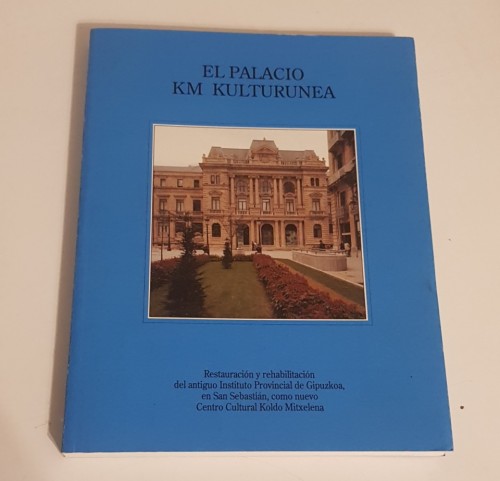 EL PALACIO
KM KULTURUNEA
Restauración y rehabilitación
del antiguo Instituto Provincial de Gipuzkoa,
en San Sebastián, como nuevo
Centro Cultural Koldo Mitxelena